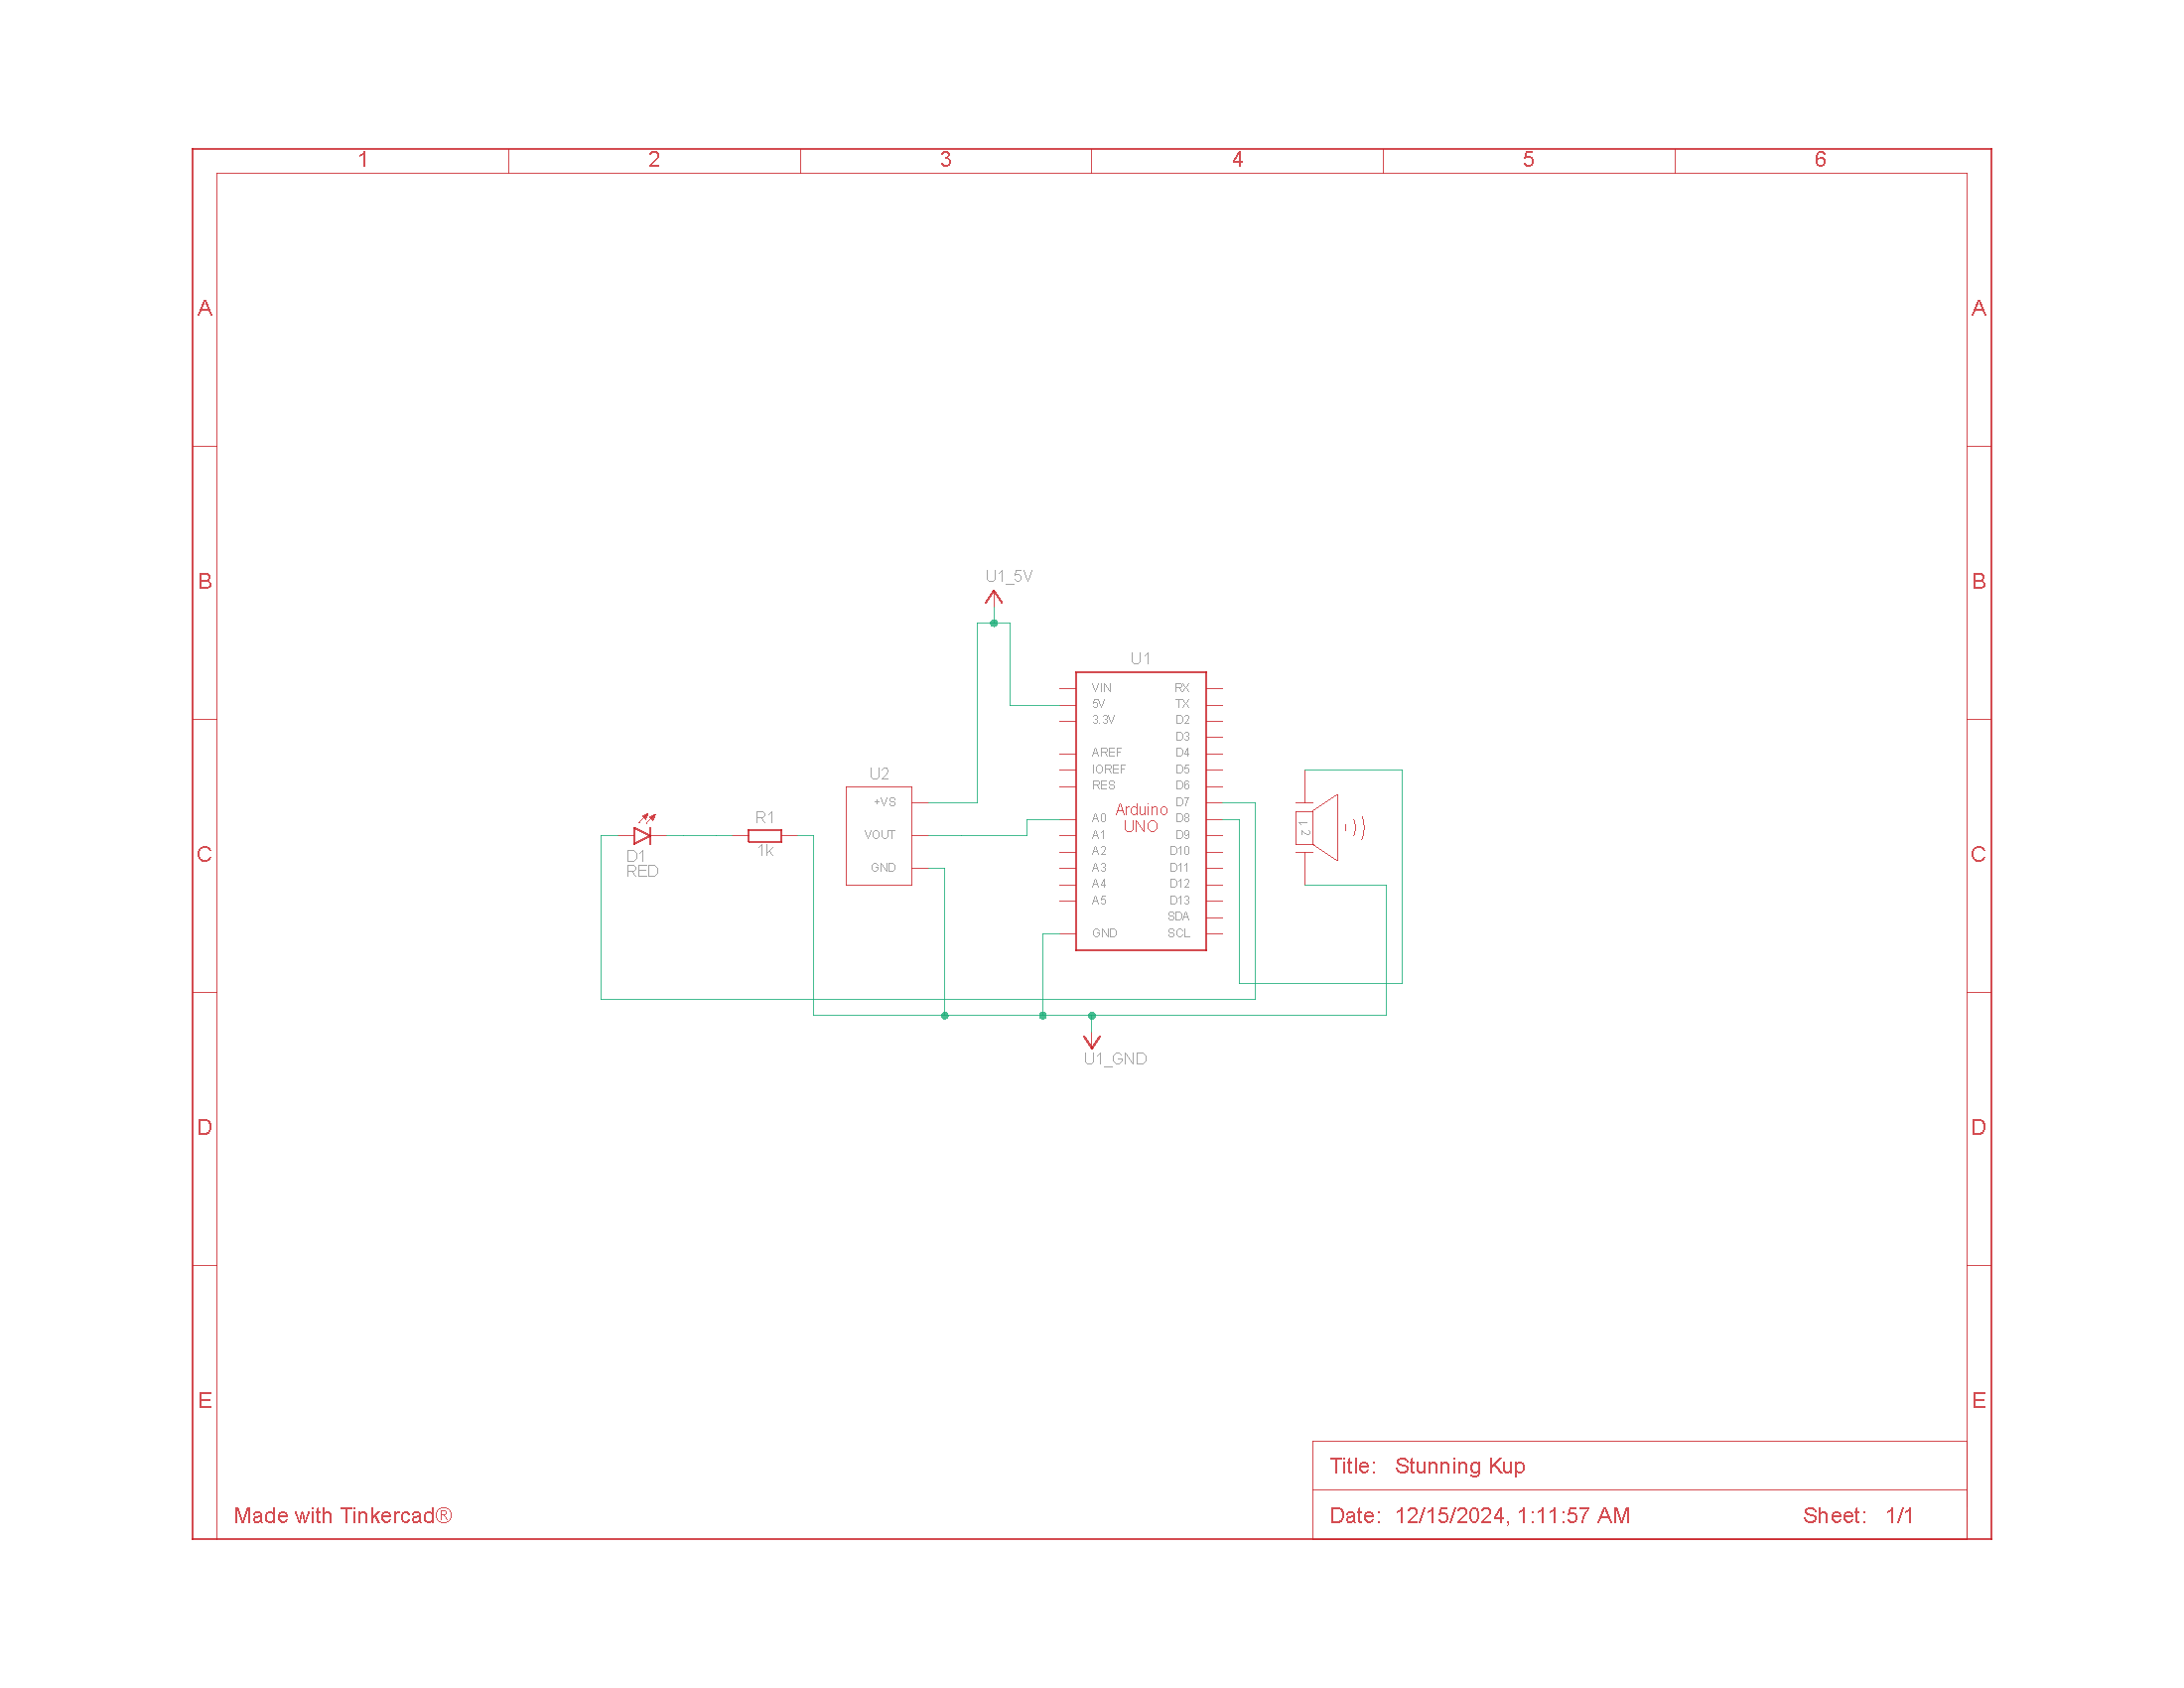 1 2 3 4 5 6
A A
B B
U1_5V
U1
VIN RX
5V TX
3.3V D2
D3
AREF D4
IOREF D5
RES D6
U2
+VS
VOUT
GND
D7
Arduino
UNO
A0 D8
A1 D9
A2 D10
A3 D11
A4 D12
A5 D13
SDA
GND SCL
R1
1k
D1
RED
1 2
C C
U1_GND
D D
E E
Title: Stunning Kup
Made with Tinkercad®
Date: 12/15/2024, 1:11:57 AM Sheet: 1/1